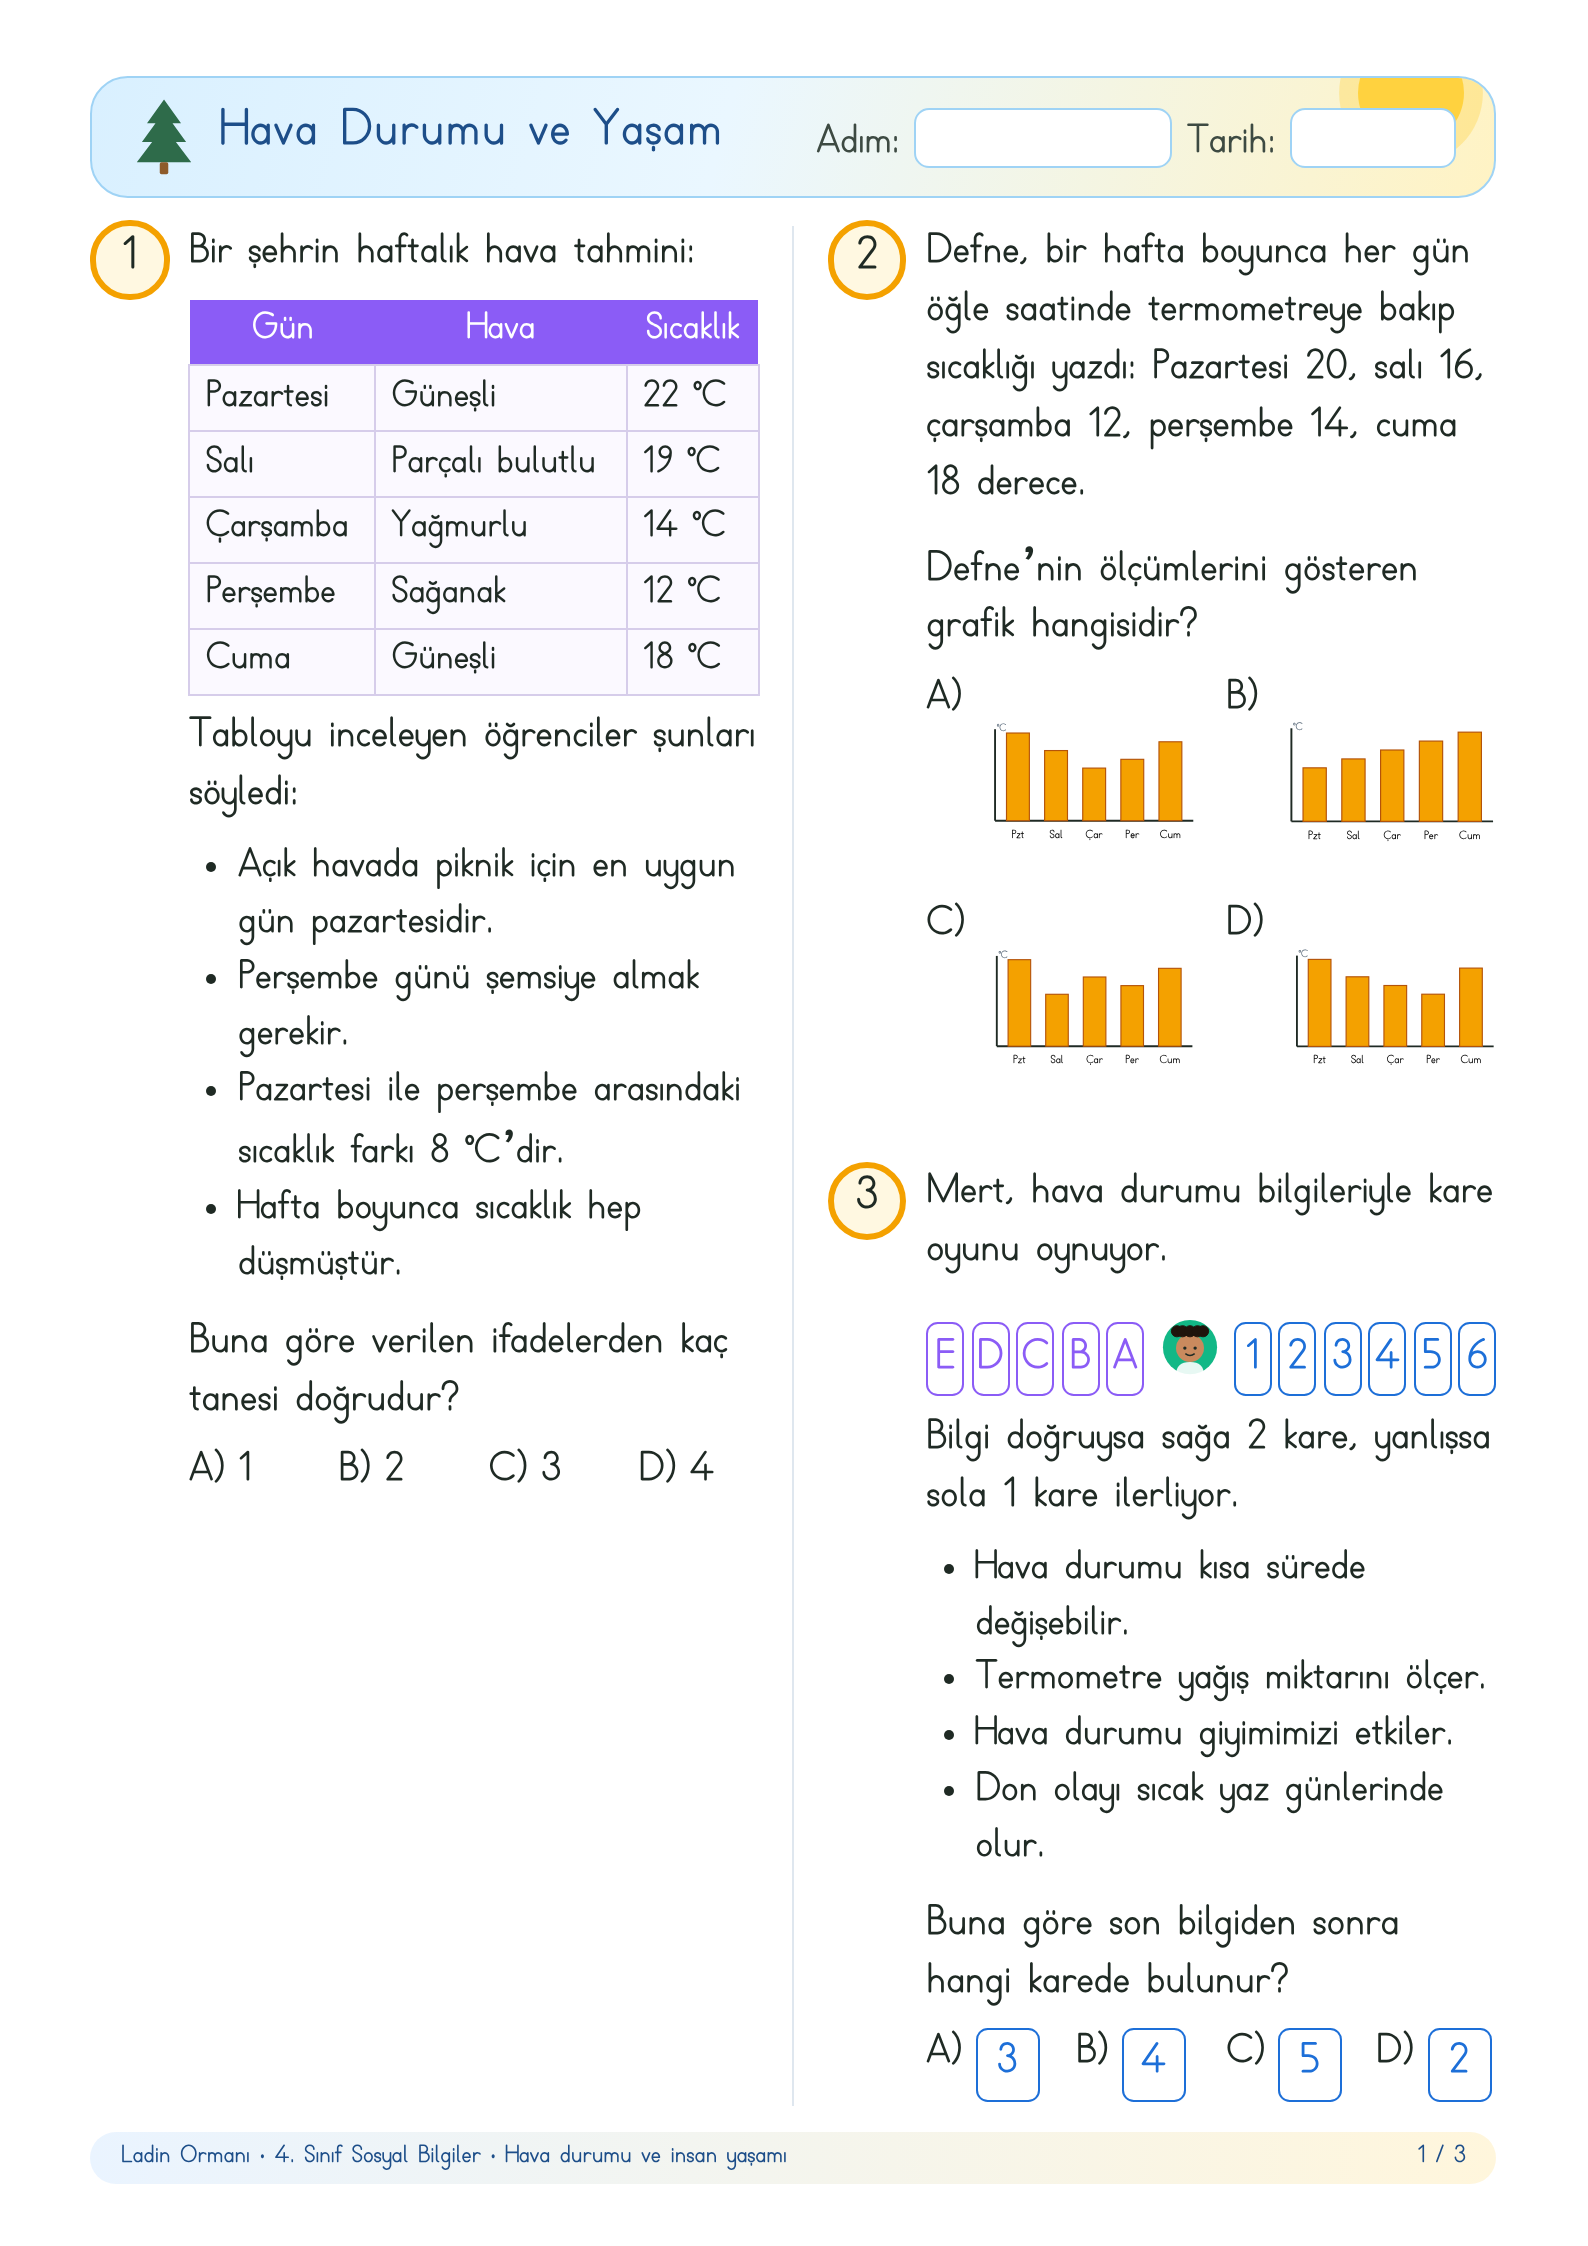 Hava Durumu ve Yaşam
Adım:
Tarih:
1
Bir şehrin haftalık hava tahmini:
Gün Hava Sıcaklık
Pazartesi Güneşli 22 °C
Salı Parçalı bulutlu 19 °C
Çarşamba Yağmurlu 14 °C
Perşembe Sağanak 12 °C
Cuma Güneşli 18 °C
Tabloyu inceleyen öğrenciler şunları
söyledi:
• Açık havada piknik için en uygun
gün pazartesidir.
• Perşembe günü şemsiye almak
gerekir.
• Pazartesi ile perşembe arasındaki
sıcaklık farkı 8 °C’dir.
• Hafta boyunca sıcaklık hep
düşmüştür.
Buna göre verilen ifadelerden kaç
tanesi doğrudur?
A) 1 B) 2 C) 3 D) 4
2
Defne, bir hafta boyunca her gün
öğle saatinde termometreye bakıp
sıcaklığı yazdı: Pazartesi 20, salı 16,
çarşamba 12, perşembe 14, cuma
18 derece.
Defne’nin ölçümlerini gösteren
grafik hangisidir?
A)
°C
Pzt Sal Çar Per Cum
B)
°C
Pzt Sal Çar Per Cum
C)
°C
Pzt Sal Çar Per Cum
D)
°C
Pzt Sal Çar Per Cum
3
Mert, hava durumu bilgileriyle kare
oyunu oynuyor.
E D C B A 1 2 3 4 5 6
Bilgi doğruysa sağa 2 kare, yanlışsa
sola 1 kare ilerliyor.
• Hava durumu kısa sürede
değişebilir.
• Termometre yağış miktarını ölçer.
• Hava durumu giyimimizi etkiler.
• Don olayı sıcak yaz günlerinde
olur.
Buna göre son bilgiden sonra
hangi karede bulunur?
A) 3 B) 4 C) 5 D) 2
Ladin Ormanı • 4. Sınıf Sosyal Bilgiler • Hava durumu ve insan yaşamı
1 / 3